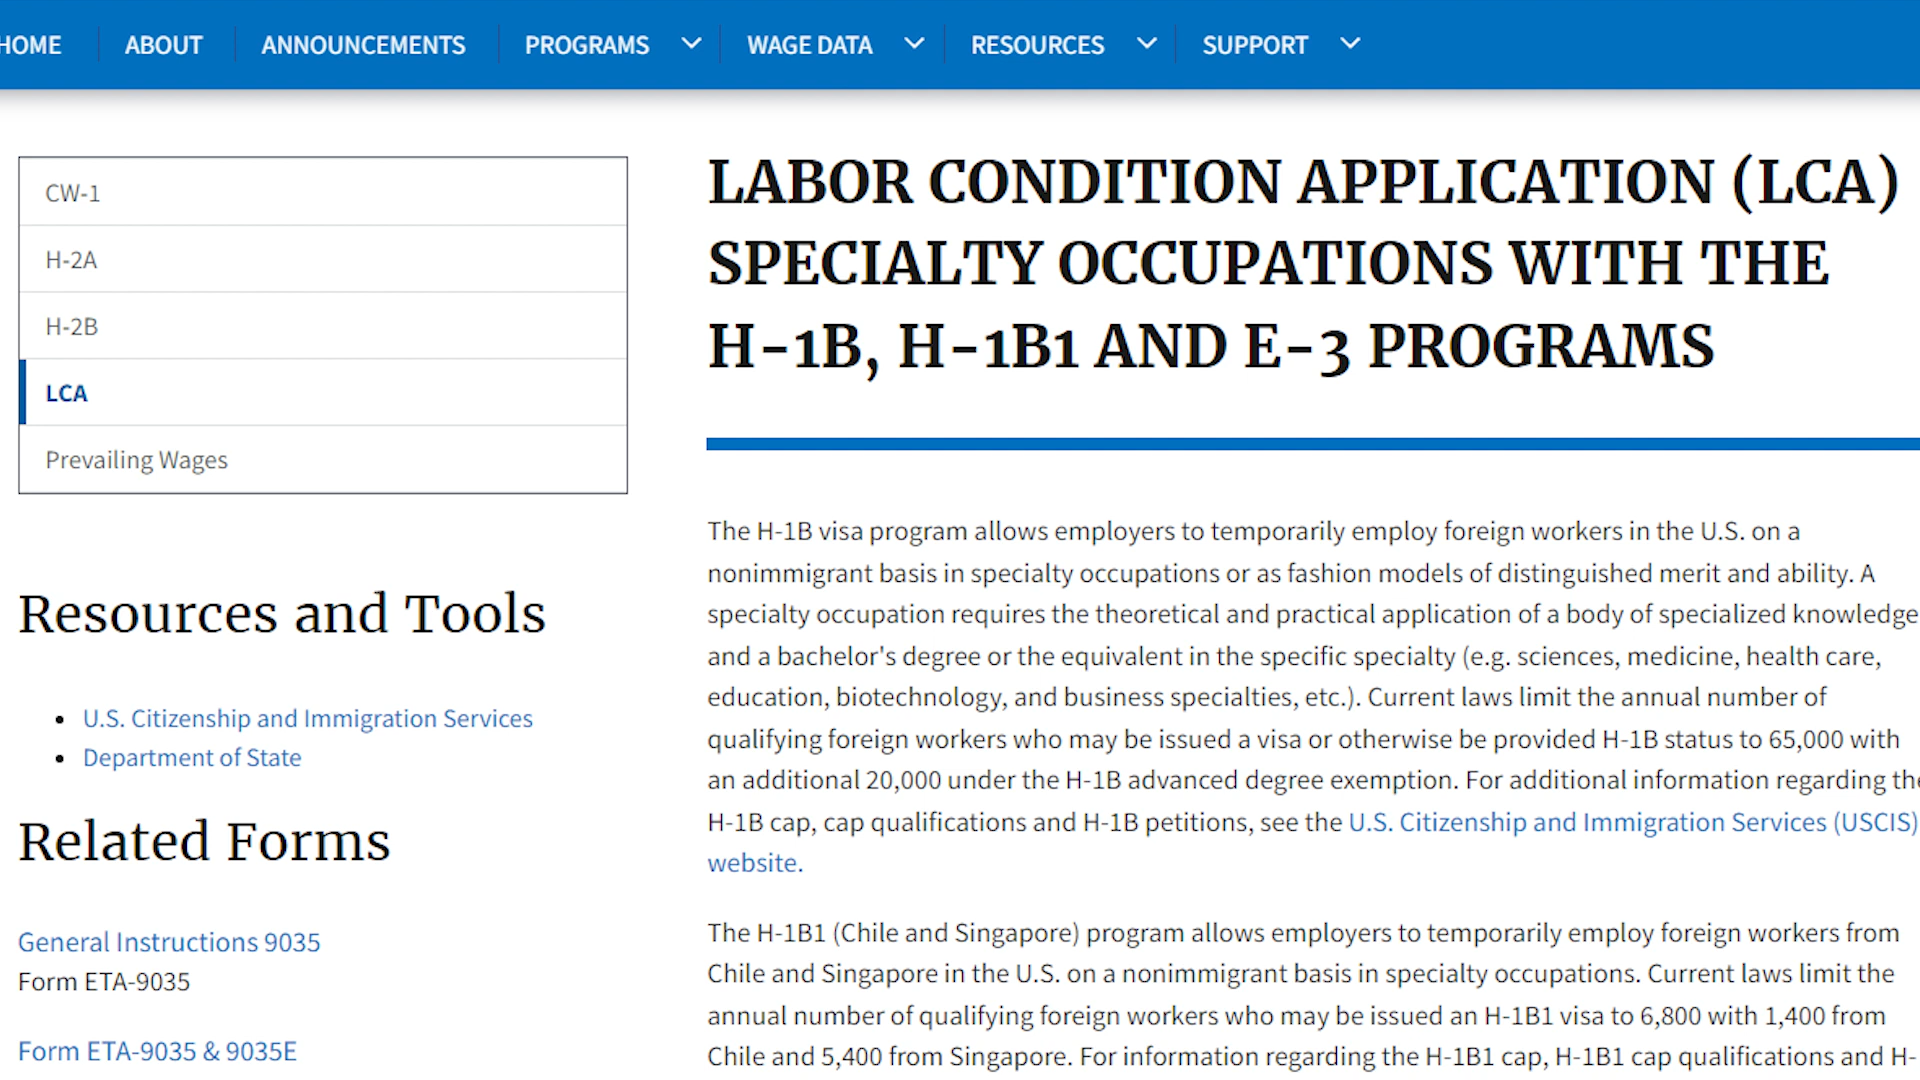 HOME ABOUT ANNOUNCEMENTS PROGRAMS WAGE DATA RESOURCES SUPPORT
CW-1
H-2A
H-2B
LCA
Prevailing Wages
Resources and Tools
U.S. Citizenship and Immigration Services
Department of State
Related Forms
General Instructions 9035
Form ETA-9035
Form ETA-9035 & 9035E
LABOR CONDITION APPLICATION (LCA)
SPECIALTY OCCUPATIONS WITH THE
H-1B, H-1B1 AND E-3 PROGRAMS
The H-1B visa program allows employers to temporarily employ foreign workers in the U.S. on a
nonimmigrant basis in specialty occupations or as fashion models of distinguished merit and ability. A
specialty occupation requires the theoretical and practical application of a body of specialized knowledge
and a bachelor's degree or the equivalent in the specific specialty (e.g. sciences, medicine, health care,
education, biotechnology, and business specialties, etc.). Current laws limit the annual number of
qualifying foreign workers who may be issued a visa or otherwise be provided H-1B status to 65,000 with
an additional 20,000 under the H-1B advanced degree exemption. For additional information regarding the
H-1B cap, cap qualifications and H-1B petitions, see the U.S. Citizenship and Immigration Services (USCIS)
website.
The H-1B1 (Chile and Singapore) program allows employers to temporarily employ foreign workers from
Chile and Singapore in the U.S. on a nonimmigrant basis in specialty occupations. Current laws limit the
annual number of qualifying foreign workers who may be issued an H-1B1 visa to 6,800 with 1,400 from
Chile and 5,400 from Singapore. For information regarding the H-1B1 cap, H-1B1 cap qualifications and H-